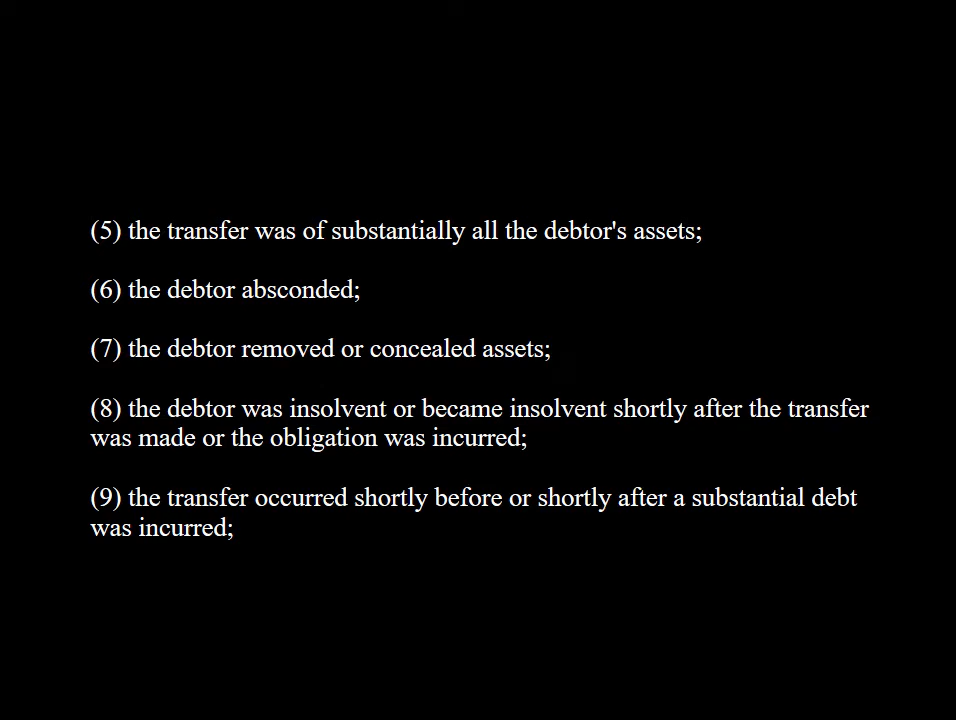 (5) the transfer was of substantially all the debtor's assets;
(6) the debtor absconded;
(7) the debtor removed or concealed assets;
(8) the debtor was insolvent or became insolvent shortly after the transfer
was made or the obligation was incurred;
(9) the transfer occurred shortly before or shortly after a substantial debt
was incurred;